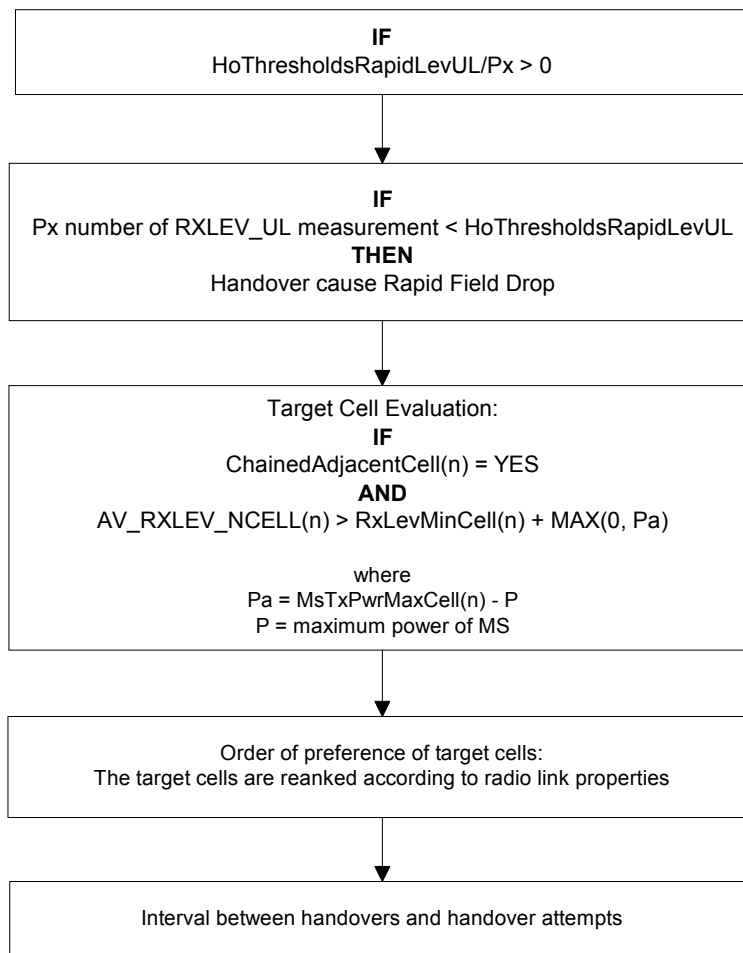 IF
HoThresholdsRapidLevUL/Px > 0
IF
Px number of RXLEV_UL measurement < HoThresholdsRapidLevUL
THEN
Handover cause Rapid Field Drop
Target Cell Evaluation:
IF
ChainedAdjacentCell(n) = YES
AND
AV_RXLEV_NCELL(n) > RxLevMinCell(n) + MAX(0, Pa)
where
Pa = MsTxPwrMaxCell(n) - P
P = maximum power of MS
Order of preference of target cells:
The target cells are reanked according to radio link properties
Interval between handovers and handover attempts